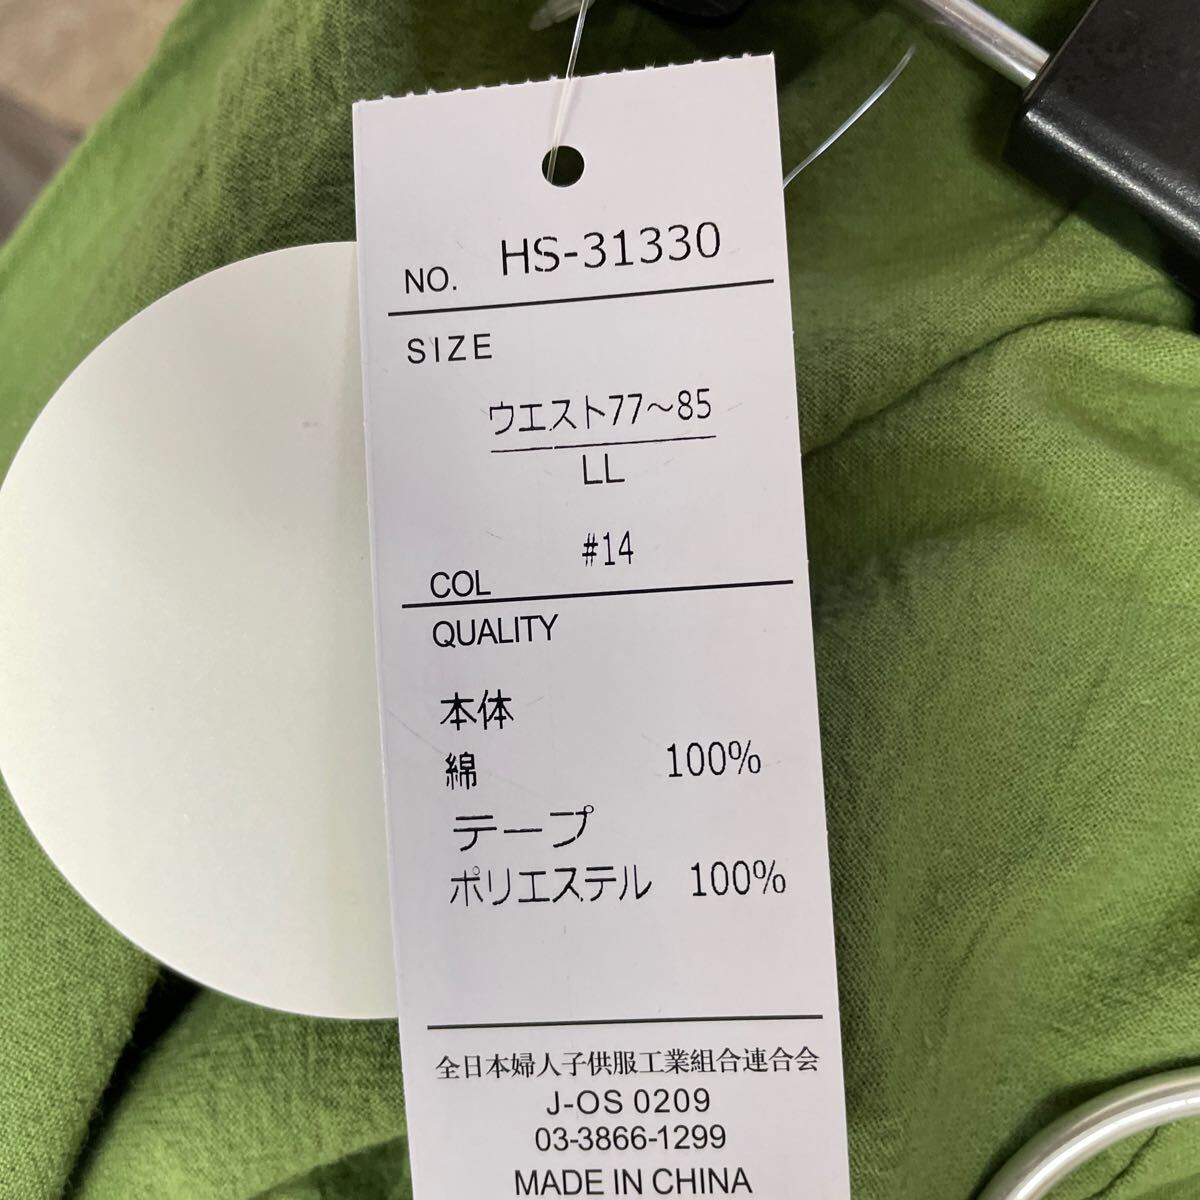 NO. HS-31330
SIZE
ウエスト77～85
LL
#14
COL
QUALITY
本体
綿 100%
テープ
ポリエステル 100%
全日本婦人子供服工業組合連合会
J-OS 0209
03-3866-1299
MADE IN CHINA